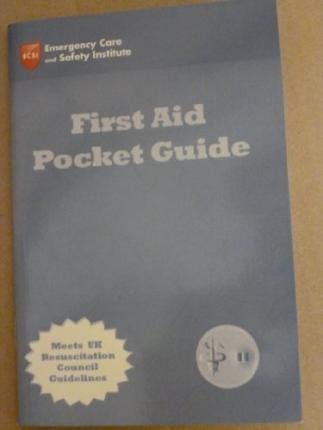 ECSI
Emergency Care
and Safety Institute
First Aid
Pocket Guide
Meets UK
Resuscitation
Council
Guidelines